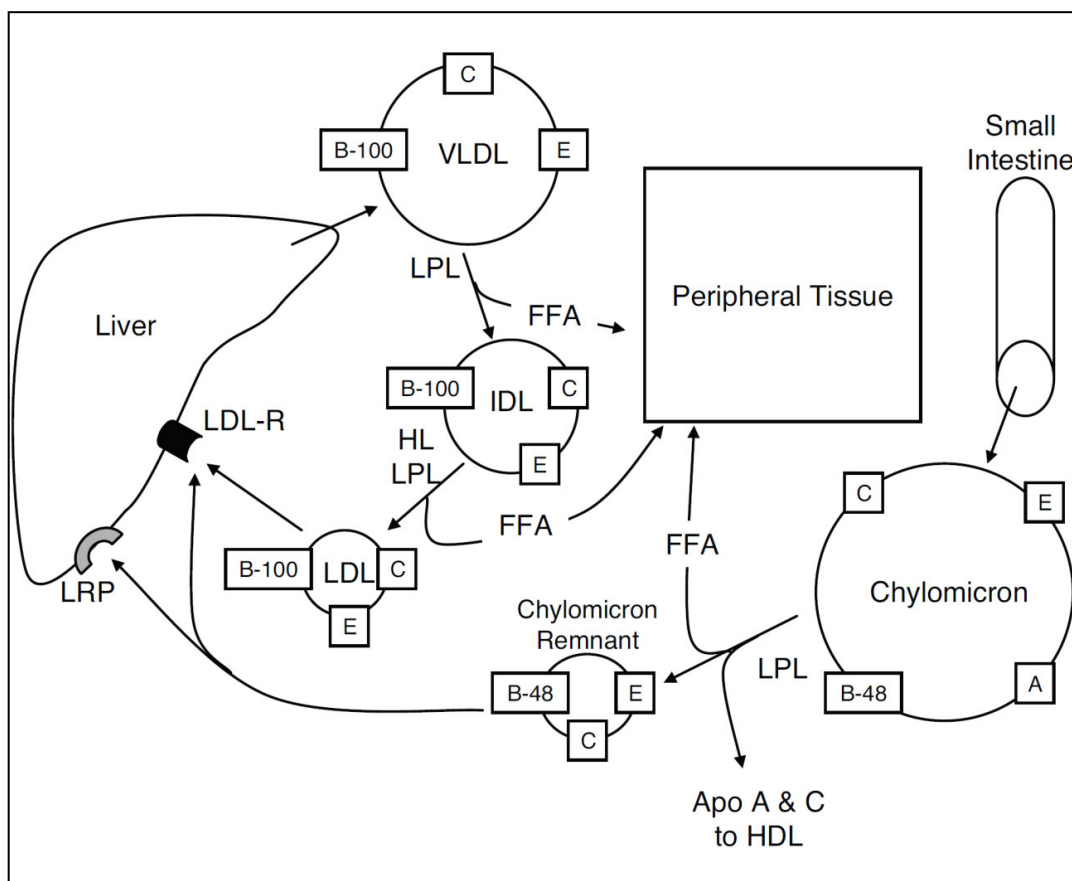 C
B-100
VLDL
E
Small
Intestine
LPL
FFA
Peripheral Tissue
Liver
B-100
IDL
C
E
HL
LPL
LDL-R
FFA
B-100
LDL
C
E
LRP
FFA
C
E
Chylomicron
B-48
A
LPL
Chylomicron
Remnant
B-48
E
C
Apo A & C
to HDL